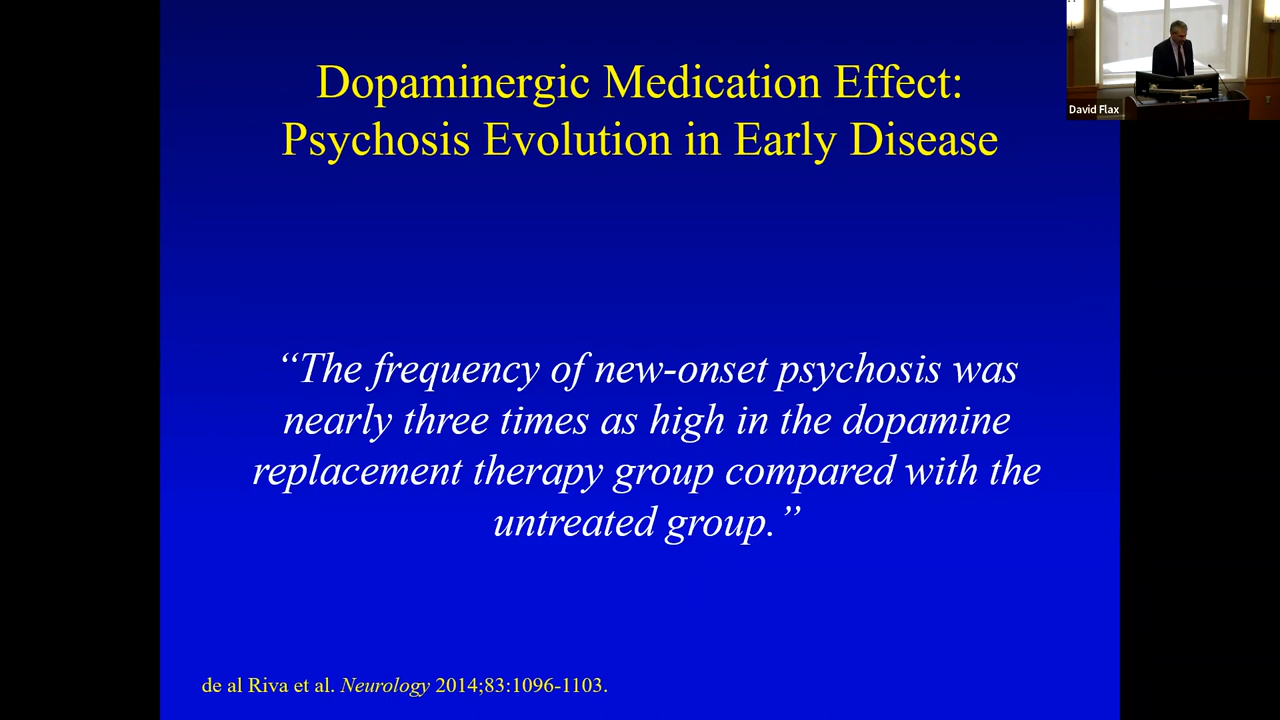 Dopaminergic Medication Effect:
Psychosis Evolution in Early Disease
David Flax
“The frequency of new-onset psychosis was
nearly three times as high in the dopamine
replacement therapy group compared with the
untreated group.”
de al Riva et al. Neurology 2014;83:1096-1103.